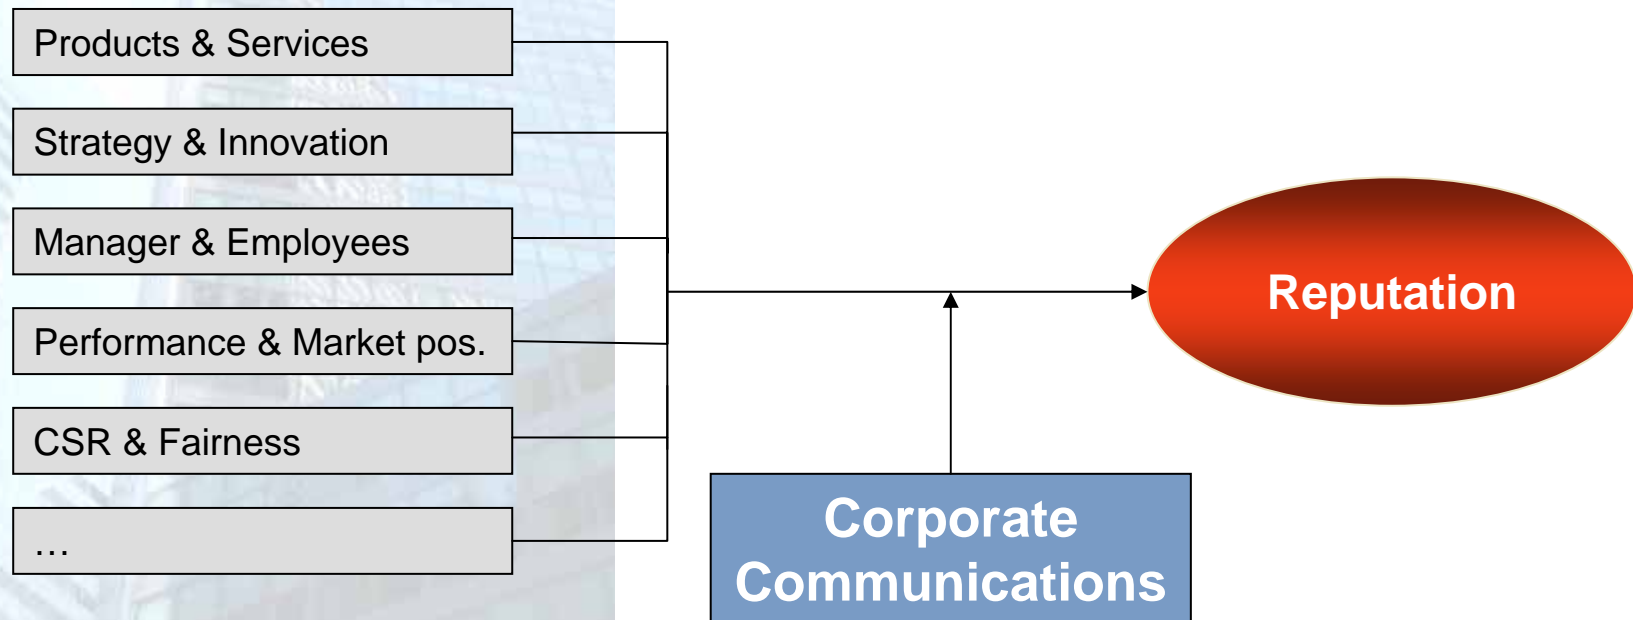 Products & Services
Strategy & Innovation
Manager & Employees
Performance & Market pos.
CSR & Fairness
…
Reputation
Corporate
Communications